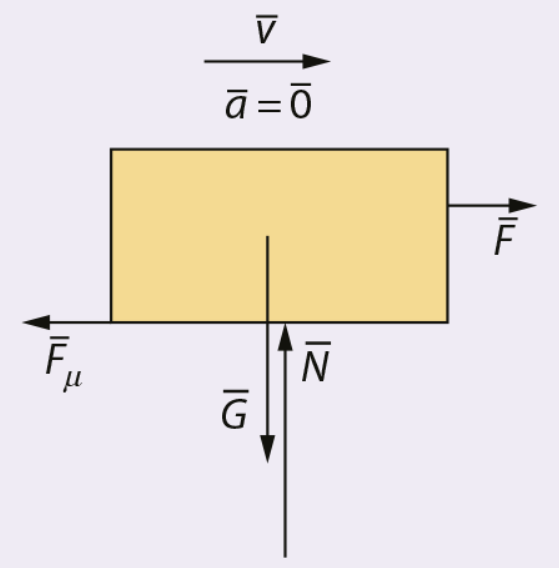 v̅
a̅ = 0̅
F̅
F̅μ
N̅
G̅